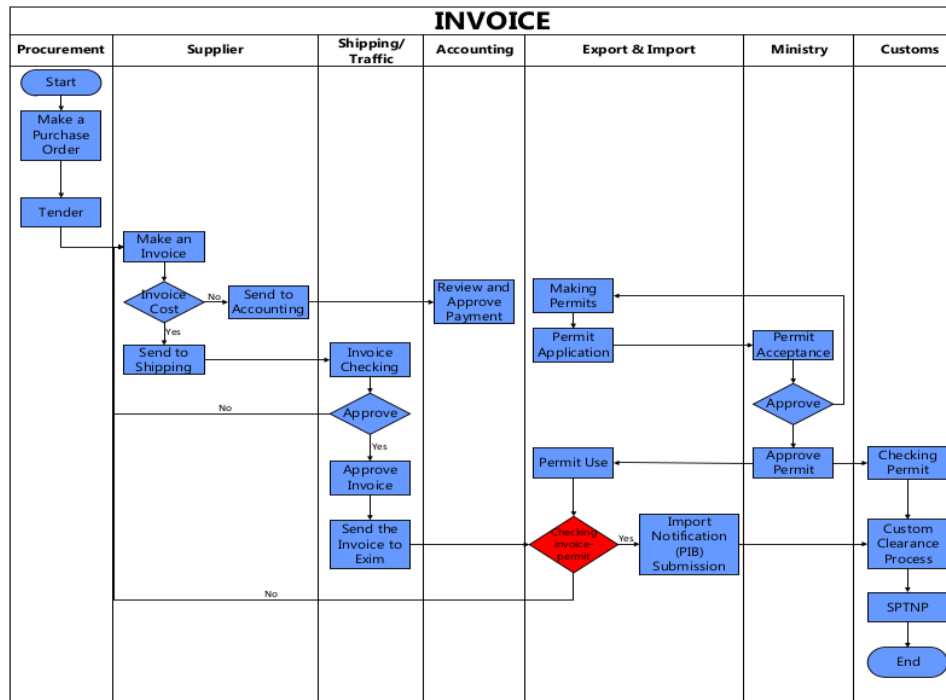 INVOICE
Procurement
Supplier
Shipping/
Traffic
Accounting
Export & Import
Ministry
Customs
Start
Make a
Purchase
Order
Tender
Make an
Invoice
Invoice
Cost
No
Send to
Accounting
Review and
Approve
Payment
Making
Permits
Yes
Send to
Shipping
Invoice
Checking
Permit
Application
Permit
Acceptance
No
Approve
Approve
Yes
Approve
Invoice
Permit Use
Approve
Permit
Checking
Permit
Send the
Invoice to
Exim
Checking
invoice-
permit
Yes
Import
Notification
(PIB)
Submission
Custom
Clearance
Process
No
SPTNP
End